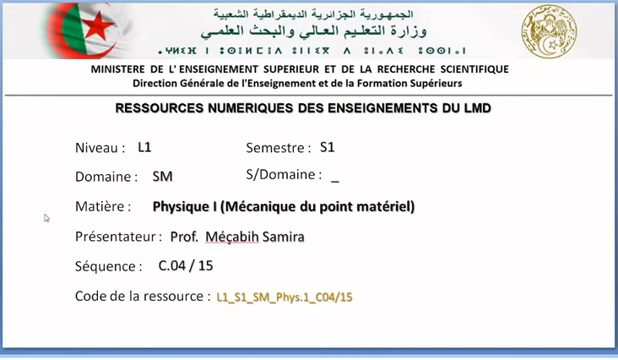 الجمهورية الجزائرية الديمقراطية الشعبية
وزارة التعليم العالي والبحث العلمي
MINISTERE DE L' ENSEIGNEMENT SUPERIEUR ET DE LA RECHERCHE SCIENTIFIQUE
Direction Générale de l'Enseignement et de la Formation Supérieurs
RESSOURCES NUMERIQUES DES ENSEIGNEMENTS DU LMD
Niveau : L1 Semestre : S1
Domaine : SM S/Domaine : _
Matière : Physique I (Mécanique du point matériel)
Présentateur : Prof. Méçabih Samira
Séquence : C.04 / 15
Code de la ressource : L1_S1_SM_Phys.1_C04/15